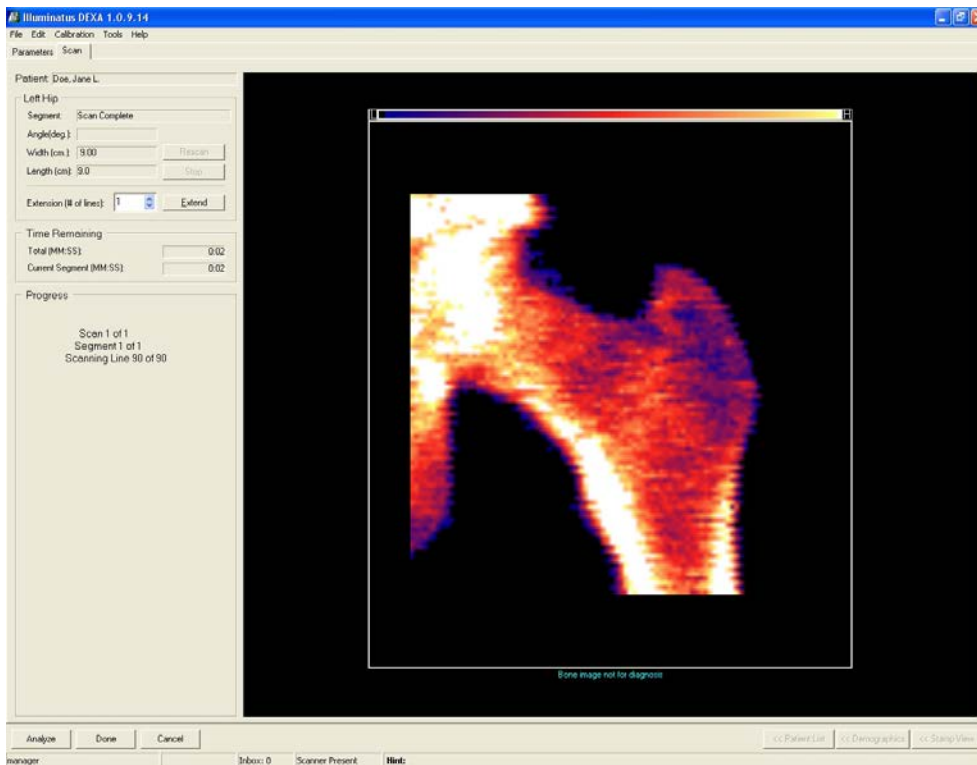 Illuminatus DEXA 1.0.9.14
File Edit Calibration Tools Help
Parameters Scan
Patient: Doe, Jane L.
Left Hip
Segment: Scan Complete
Angle(deg.):
Width (cm.): 9.00 Rescan
Length (cm): 9.0 Stop
Extension (# of lines): 1 Extend
Time Remaining
Total (MM:SS): 0:02
Current Segment (MM:SS): 0:02
Progress
Scan 1 of 1
Segment 1 of 1
Scanning Line 90 of 90
L H
Bone image not for diagnosis
Analyze Done Cancel << Patient List << Demographics << Stamp View
manager Inbox: 0 Scanner Present Hint: